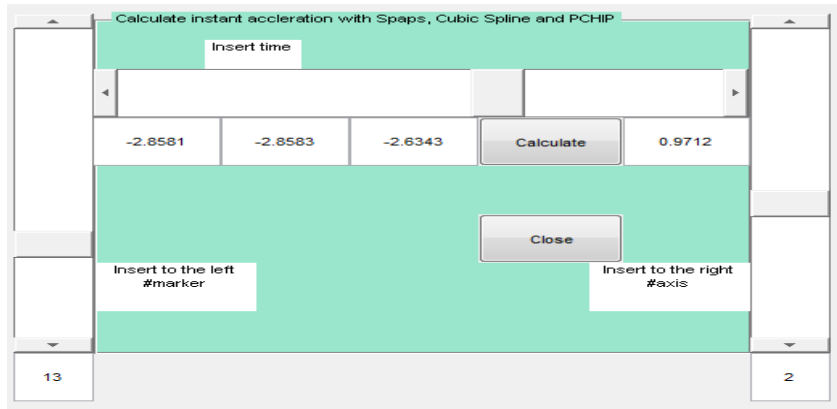 Calculate instant accleration with Spaps, Cubic Spline and PCHIP
Insert time
-2.8581
-2.8583
-2.6343
Calculate
0.9712
Close
Insert to the left
#marker
Insert to the right
#axis
13
2